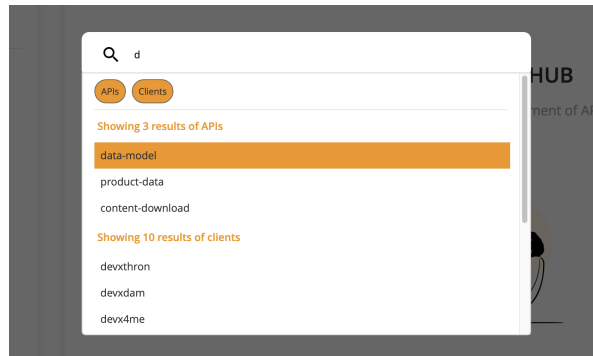 d
HUB
APIs Clients
ment of A
Showing 3 results of APIs
data-model
product-data
content-download
Showing 10 results of clients
devxthron
devxdam
devx4me